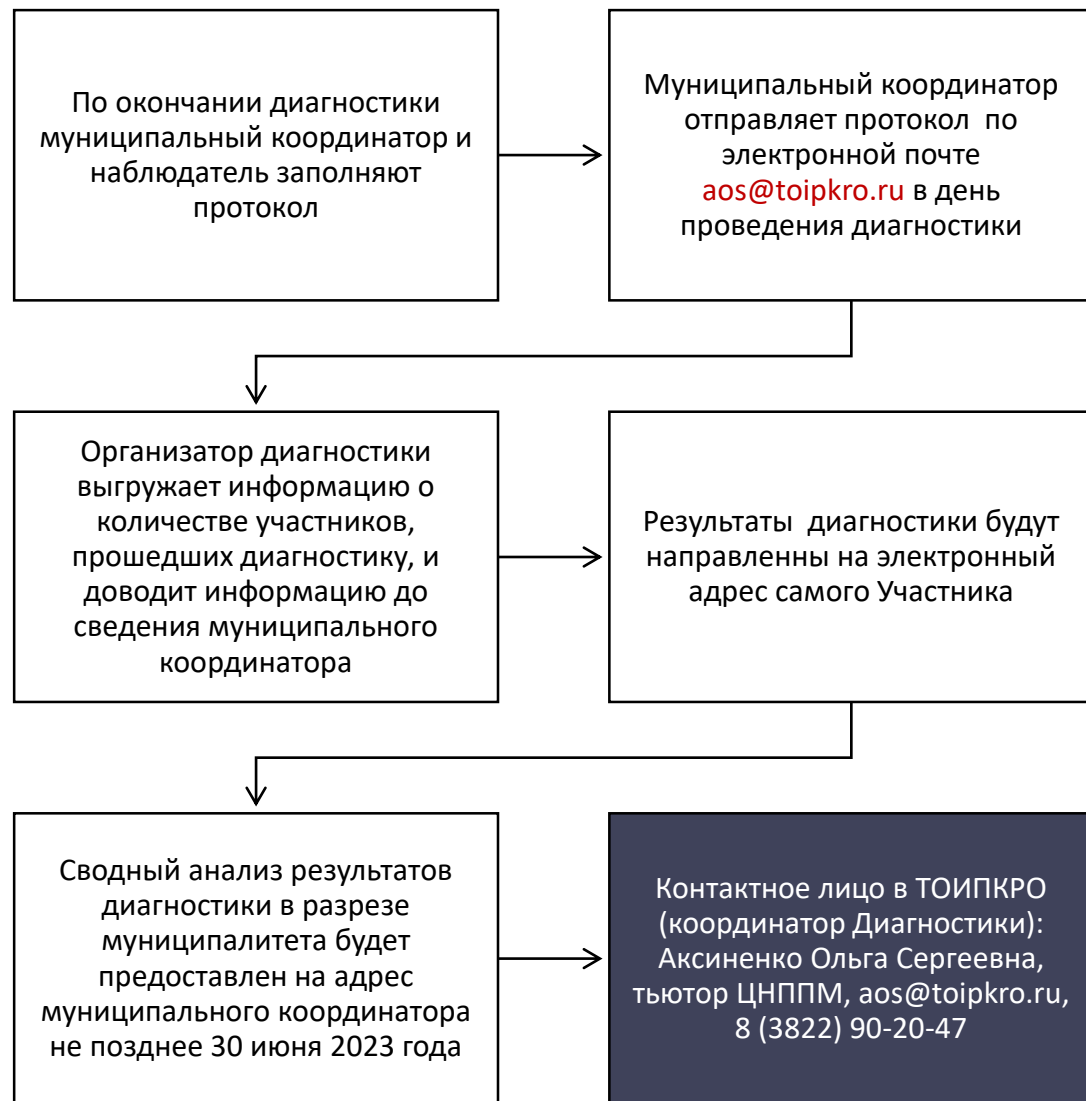 По окончании диагностики
муниципальный координатор и
наблюдатель заполняют
протокол
Муниципальный координатор
отправляет протокол по
электронной почте
aos@toipkro.ru в день
проведения диагностики
Организатор диагностики
выгружает информацию о
количестве участников,
прошедших диагностику, и
доводит информацию до
сведения муниципального
координатора
Результаты диагностики будут
направленны на электронный
адрес самого Участника
Сводный анализ результатов
диагностики в разрезе
муниципалитета будет
предоставлен на адрес
муниципального координатора
не позднее 30 июня 2023 года
Контактное лицо в ТОИПКРО
(координатор Диагностики):
Аксиненко Ольга Сергеевна,
тьютор ЦНППМ, aos@toipkro.ru,
8 (3822) 90-20-47